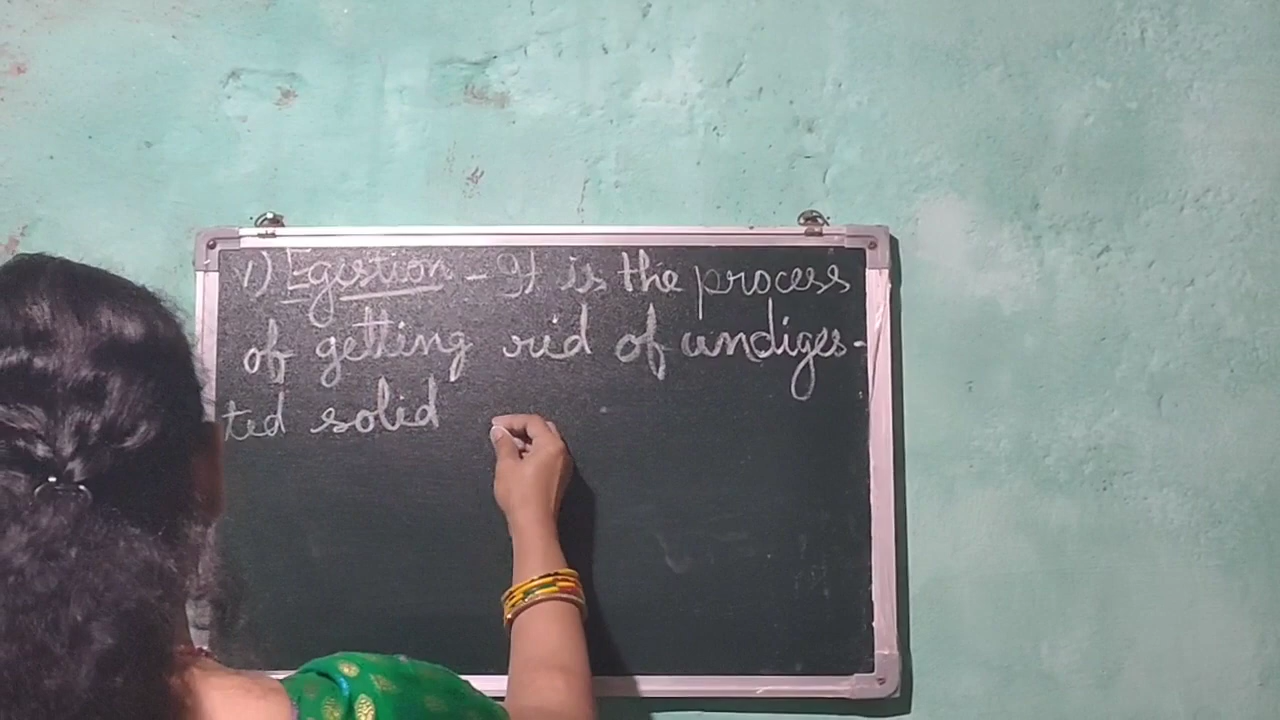 1) Egestion - It is the process
of getting rid of undiges-
ted solid